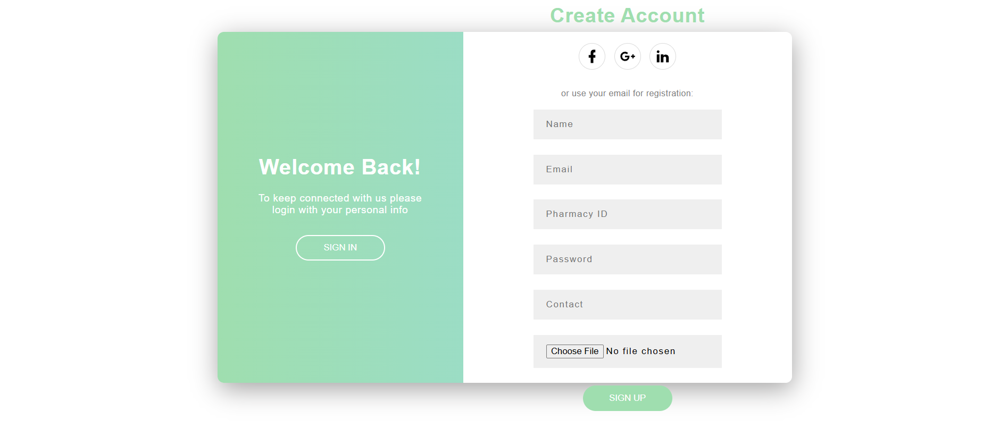 Create Account
Welcome Back!
To keep connected with us please
login with your personal info
SIGN IN
f
G+
in
or use your email for registration:
Name
Email
Pharmacy ID
Password
Contact
Choose File No file chosen
SIGN UP